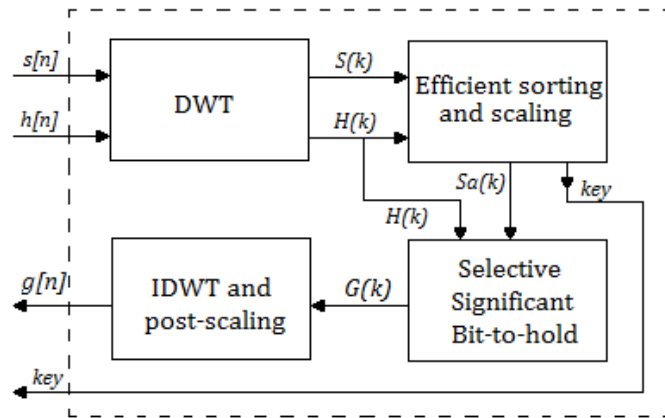 s[n]
h[n]
DWT
S(k)
H(k)
Efficient sorting
and scaling
Sa(k)
key
H(k)
g[n]
IDWT and
post-scaling
G(k)
Selective
Significant
Bit-to-hold
key